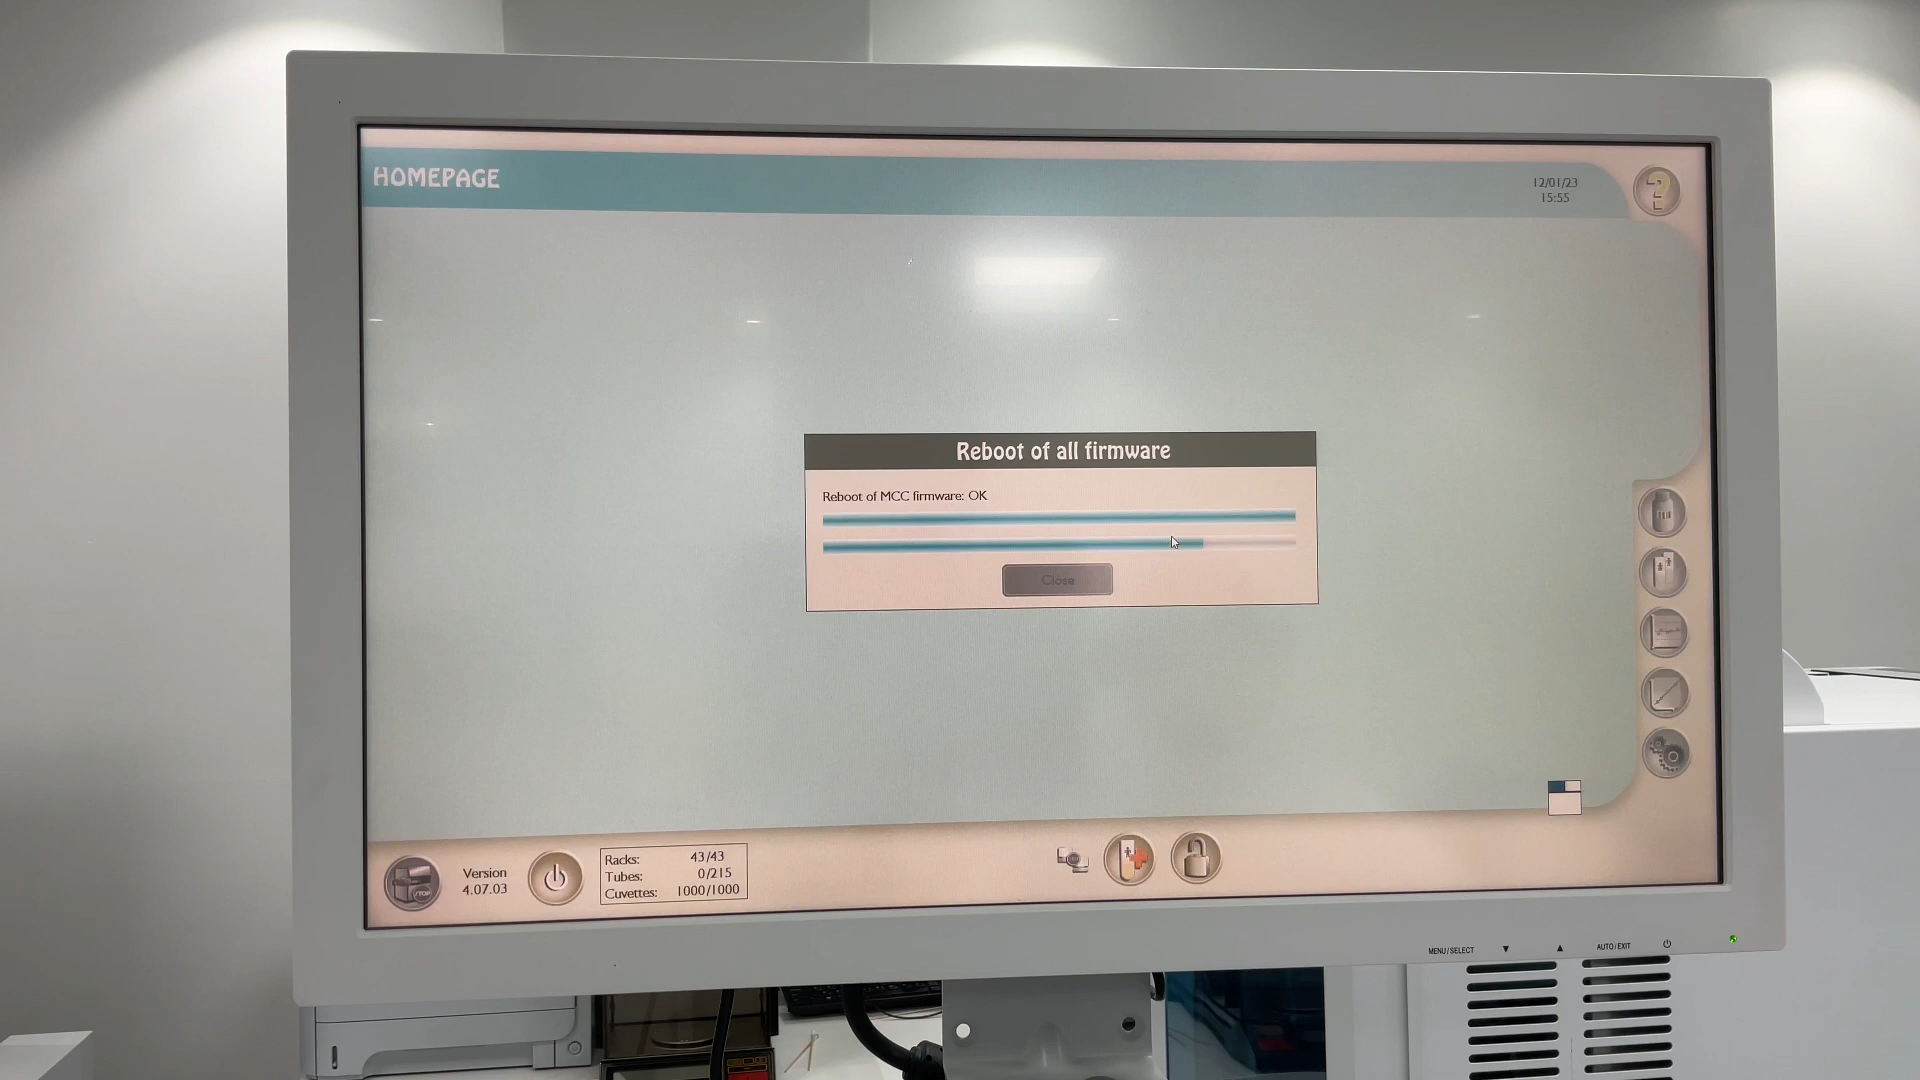 HOMEPAGE
12/01/23
15:55
Reboot of all firmware
Reboot of MCC firmware: OK
Close
Version
4.07.03
Racks: 43/43
Tubes: 0/215
Cuvettes: 1000/1000
STOP
MENU/SELECT ▼ ▲ AUTO/EXIT